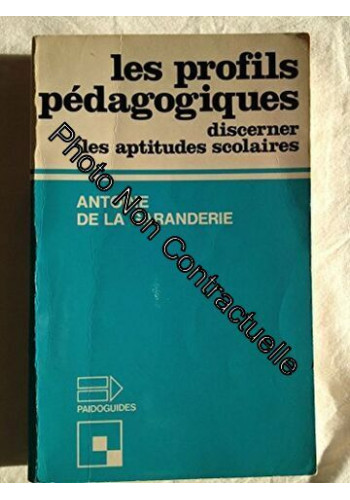 les profils
pédagogiques
discerner
les aptitudes scolaires
DE LA
PAIDOGUIDES
Photo Non Contractuelle